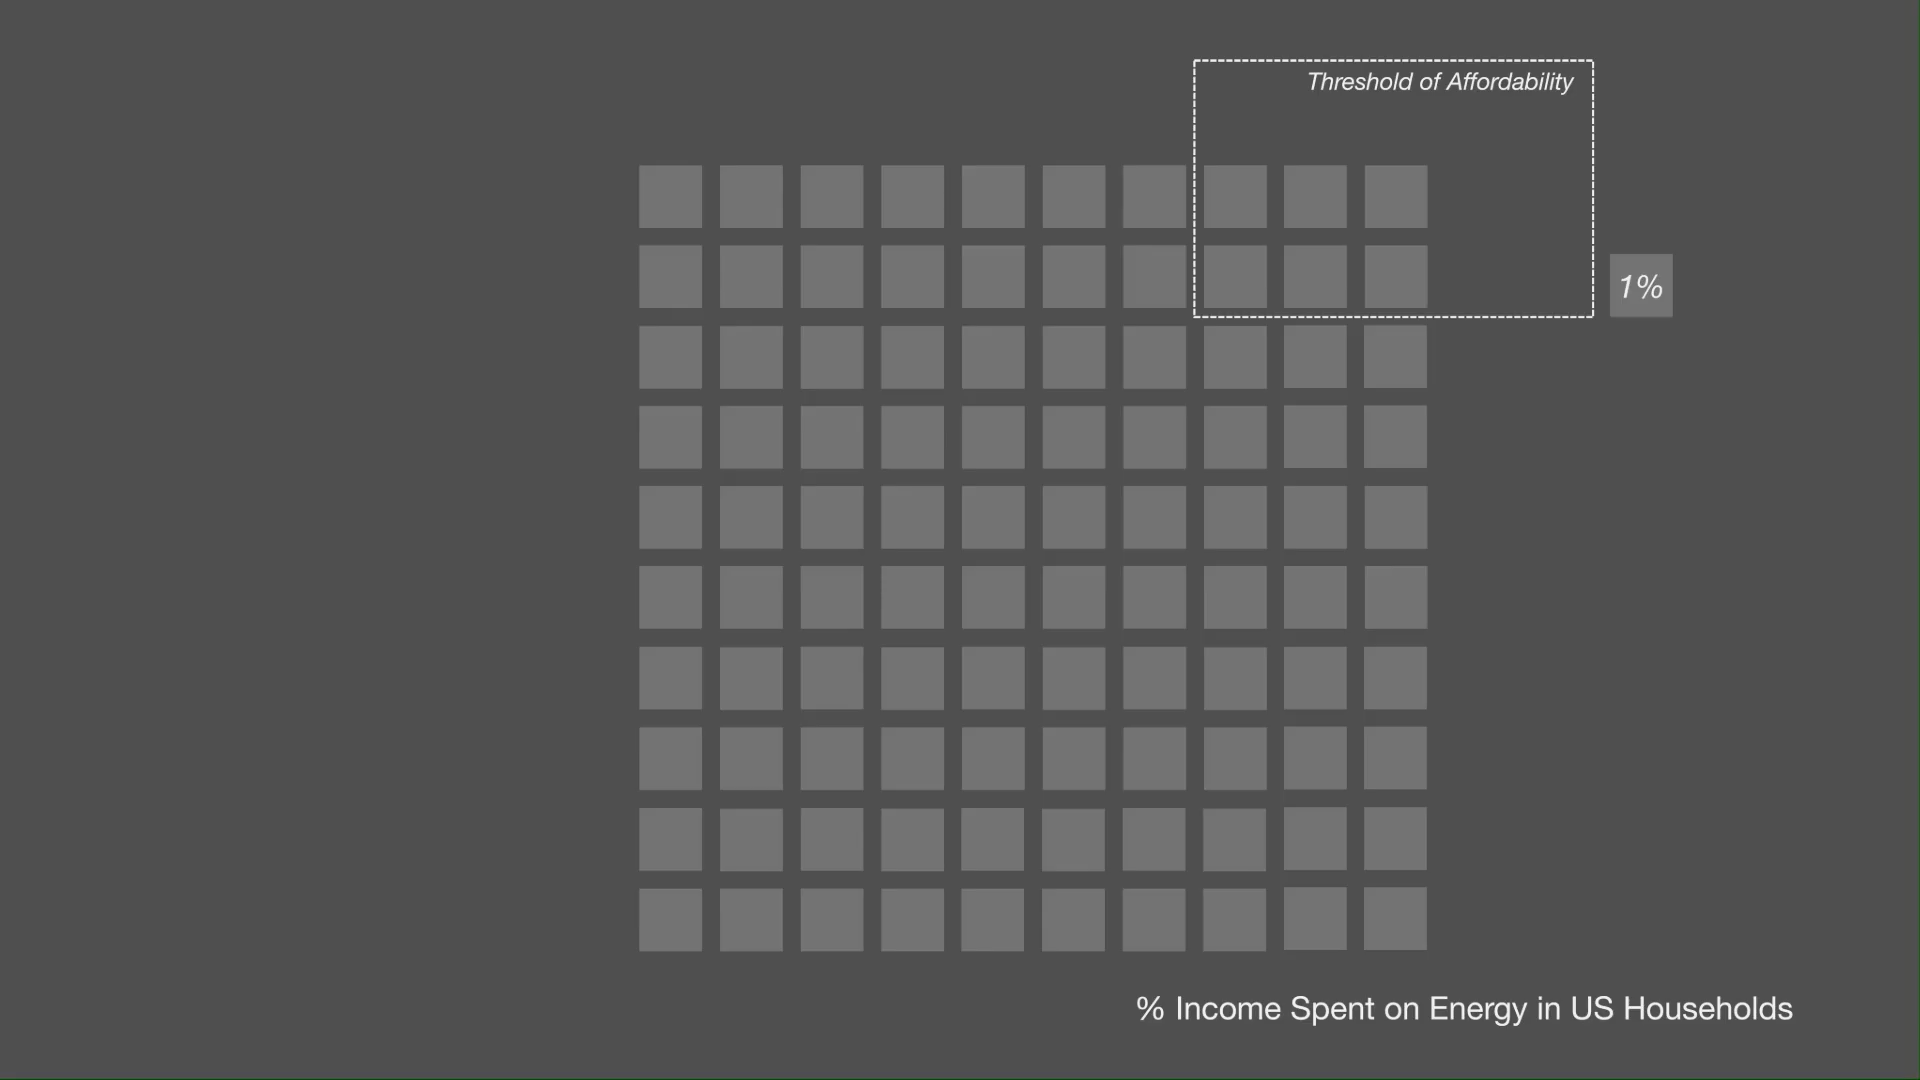 Threshold of Affordability
1%
% Income Spent on Energy in US Households